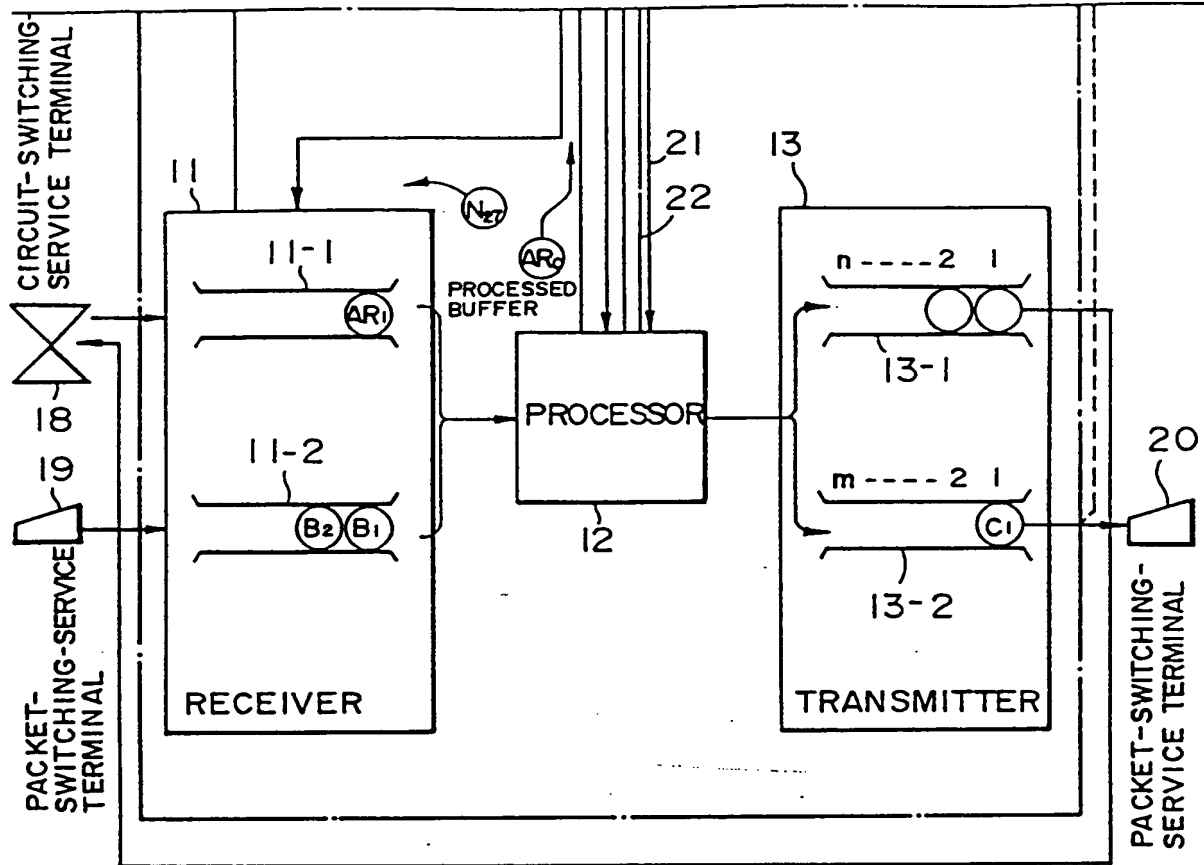 CIRCUIT-SWITCHING-
SERVICE TERMINAL
18
19
PACKET-
SWITCHING-SERVICE
TERMINAL
11
11-1
AR1
11-2
B2 B1
RECEIVER
N27
AR0
PROCESSED
BUFFER
21
22
PROCESSOR
12
13
n ---- 2 1
13-1
m ---- 2 1
C1
13-2
TRANSMITTER
20
PACKET-SWITCHING-
SERVICE TERMINAL